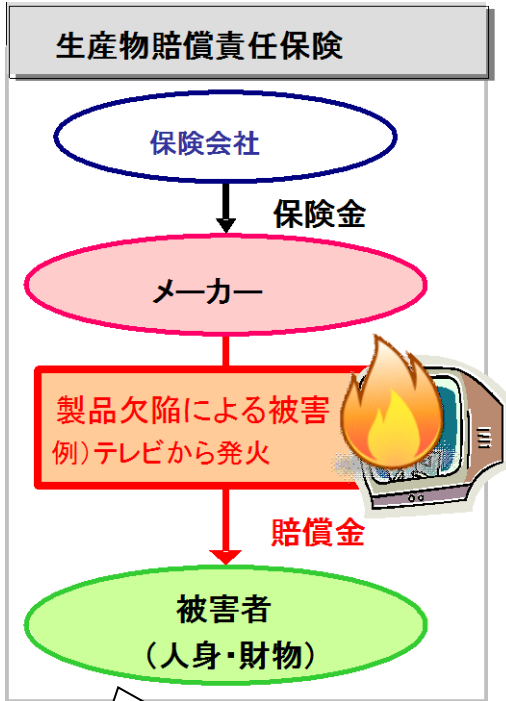 生産物賠償責任保険
保険会社
保険金
メーカー
製品欠陥による被害
例）テレビから発火
賠償金
被害者
（人身・財物）